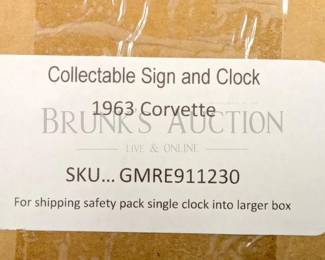 Collectable Sign and Clock
1963 Corvette
BRUNK'S AUCTION
LIVE & ONLINE
SKU... GMRE911230
For shipping safety pack single clock into larger box